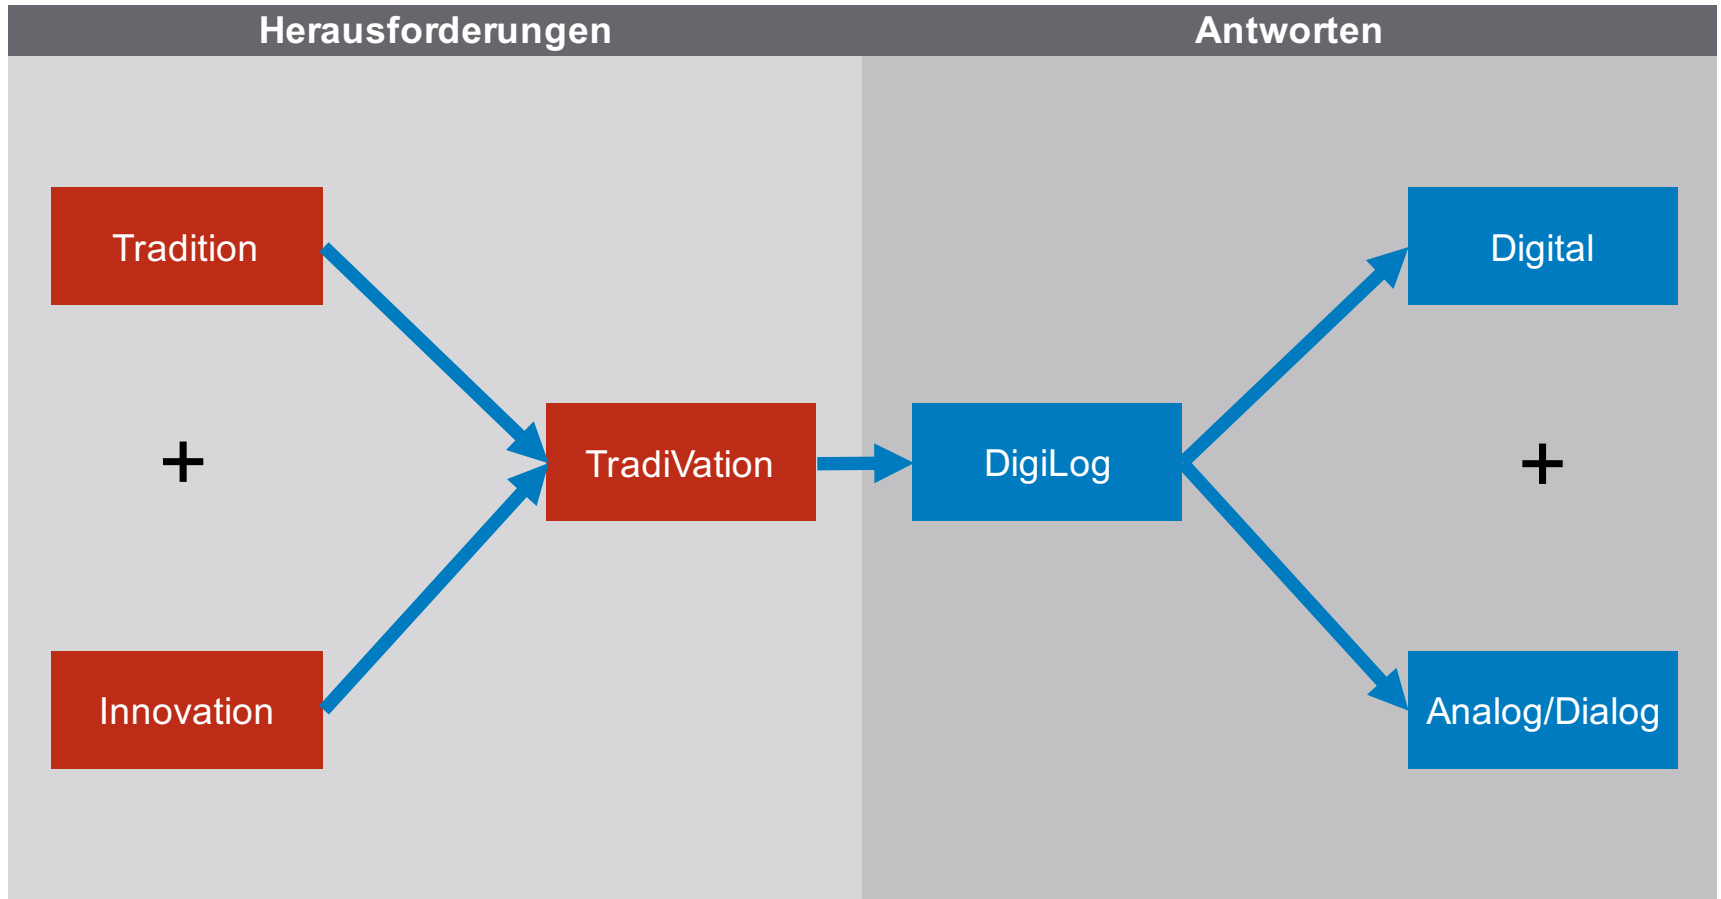 Herausforderungen
Antworten
Tradition
+
Innovation
TradiVation
DigiLog
Digital
+
Analog/Dialog